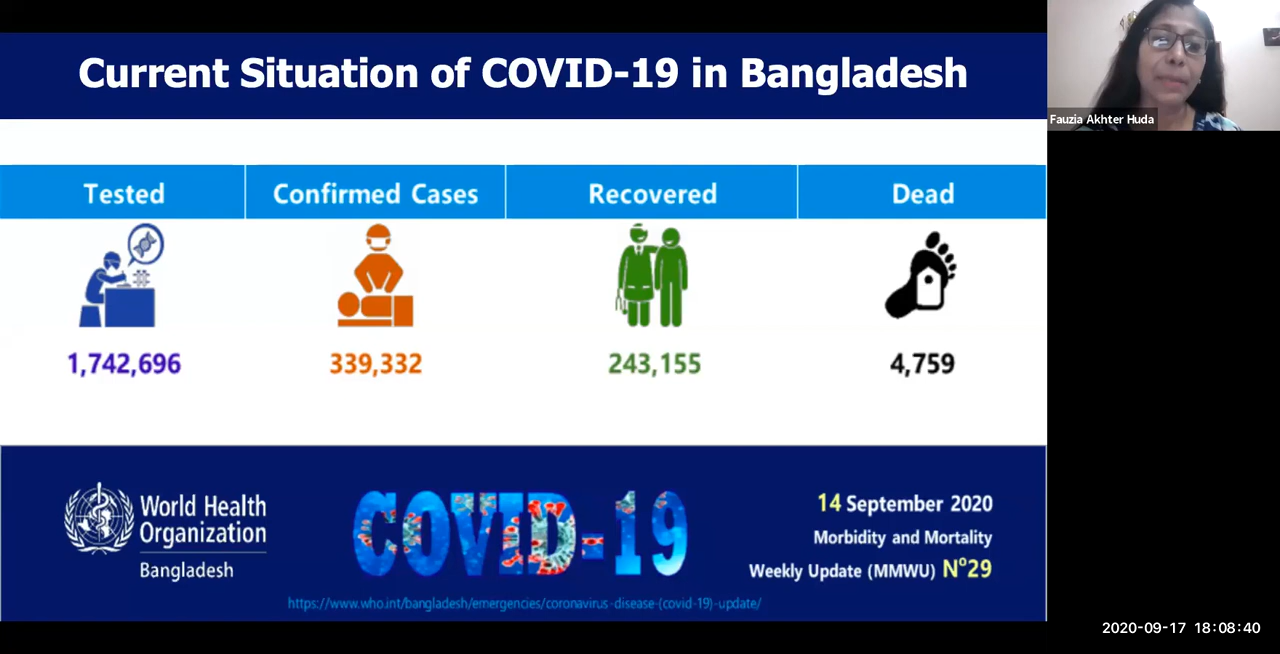 Current Situation of COVID-19 in Bangladesh
Fauzia Akhter Huda
Tested
Confirmed Cases
Recovered
Dead
1,742,696
339,332
243,155
4,759
World Health
Organization
Bangladesh
COVID-19
14 September 2020
Morbidity and Mortality
Weekly Update (MMWU) Nº29
https://www.who.int/bangladesh/emergencies/coronavirus-disease-(covid-19)-update/
2020-09-17 18:08:40